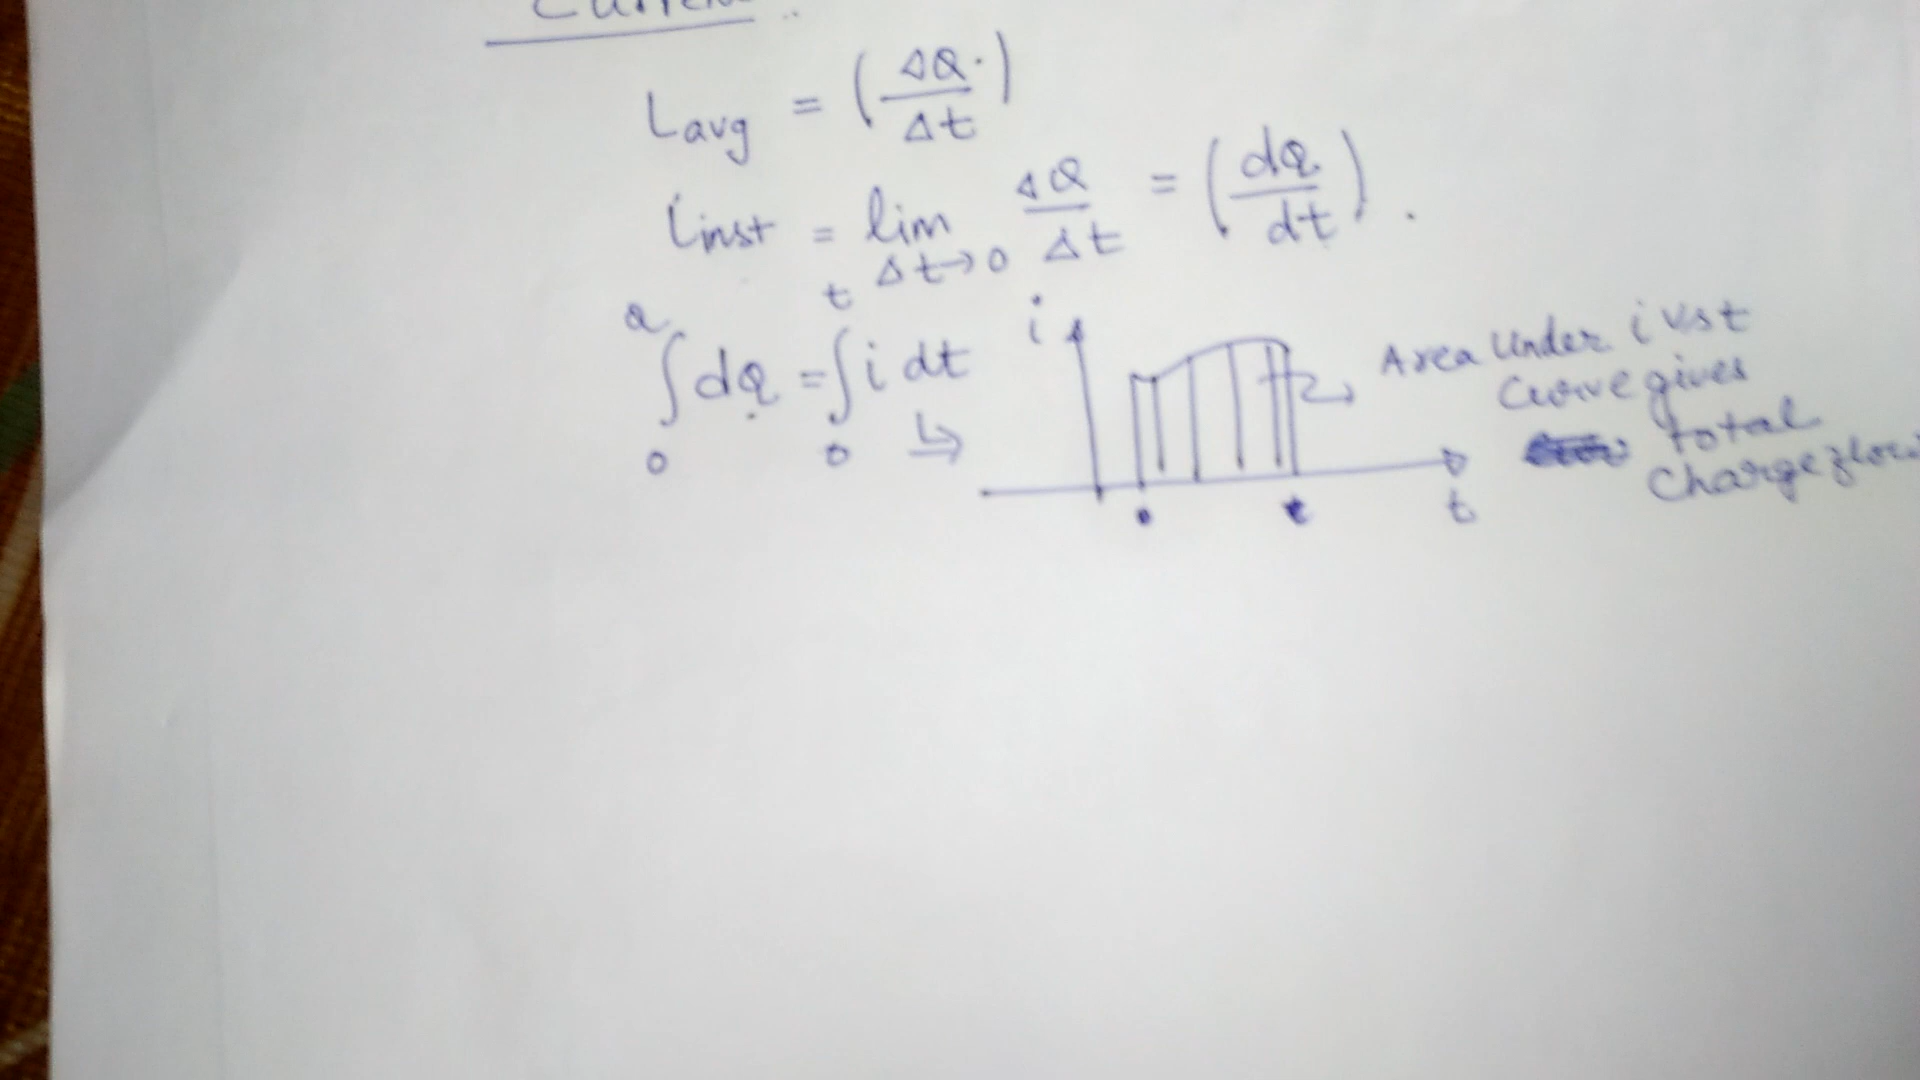 Current
iavg = (ΔQ/Δt)
iinst = lim Δt→0 ΔQ/Δt = (dQ/dt).
Q∫0 dQ = t∫0 i dt
i
t
t
Area Under i vs t
Curve gives
total
Charge